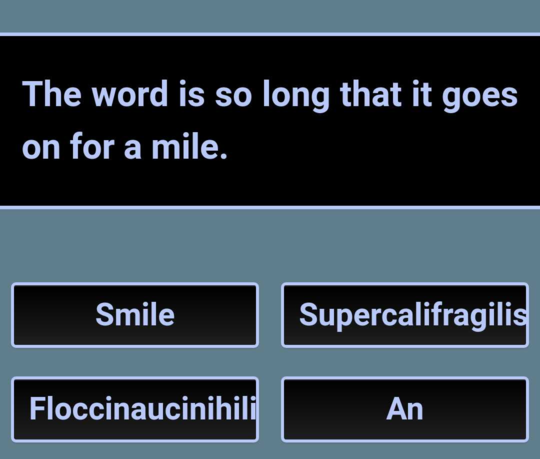 The word is so long that it goes
on for a mile.
Smile
Supercalifragilis
Floccinaucinihili
An